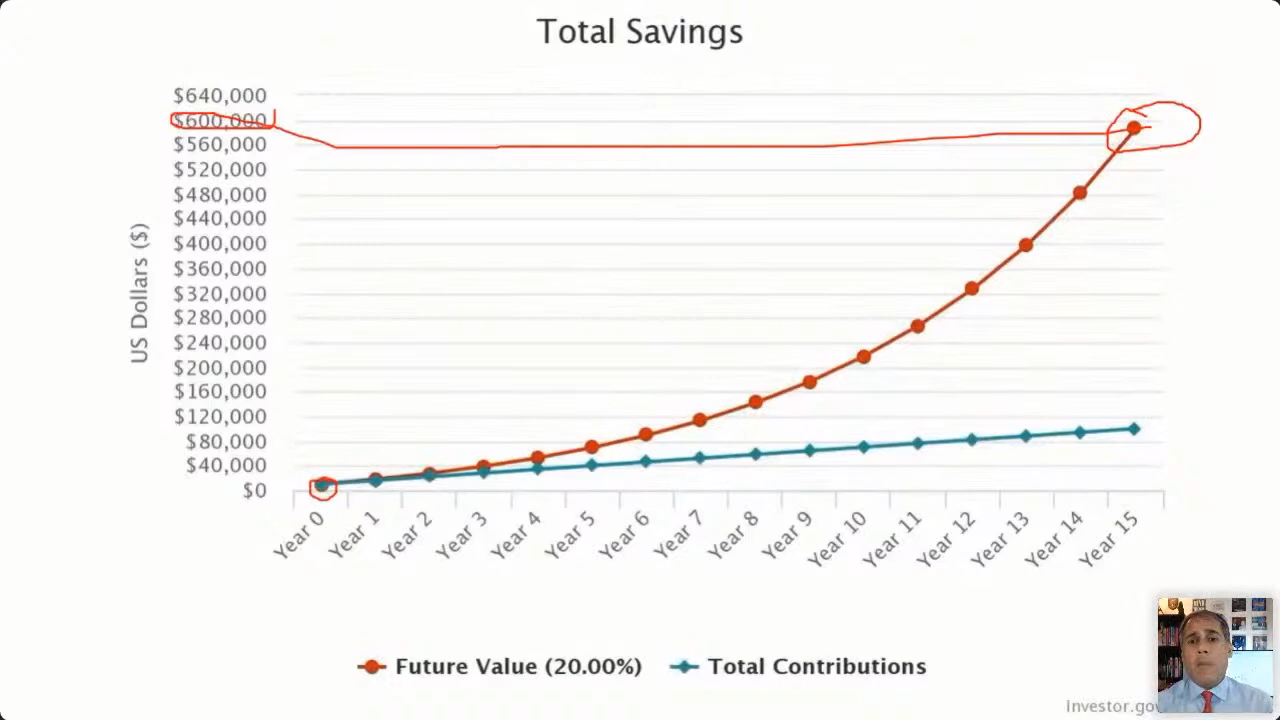 Total Savings
US Dollars ($)
$640,000
$600,000
$560,000
$520,000
$480,000
$440,000
$400,000
$360,000
$320,000
$280,000
$240,000
$200,000
$160,000
$120,000
$80,000
$40,000
$0
Year 0
Year 1
Year 2
Year 3
Year 4
Year 5
Year 6
Year 7
Year 8
Year 9
Year 10
Year 11
Year 12
Year 13
Year 14
Year 15
Future Value (20.00%)
Total Contributions
Investor.gov